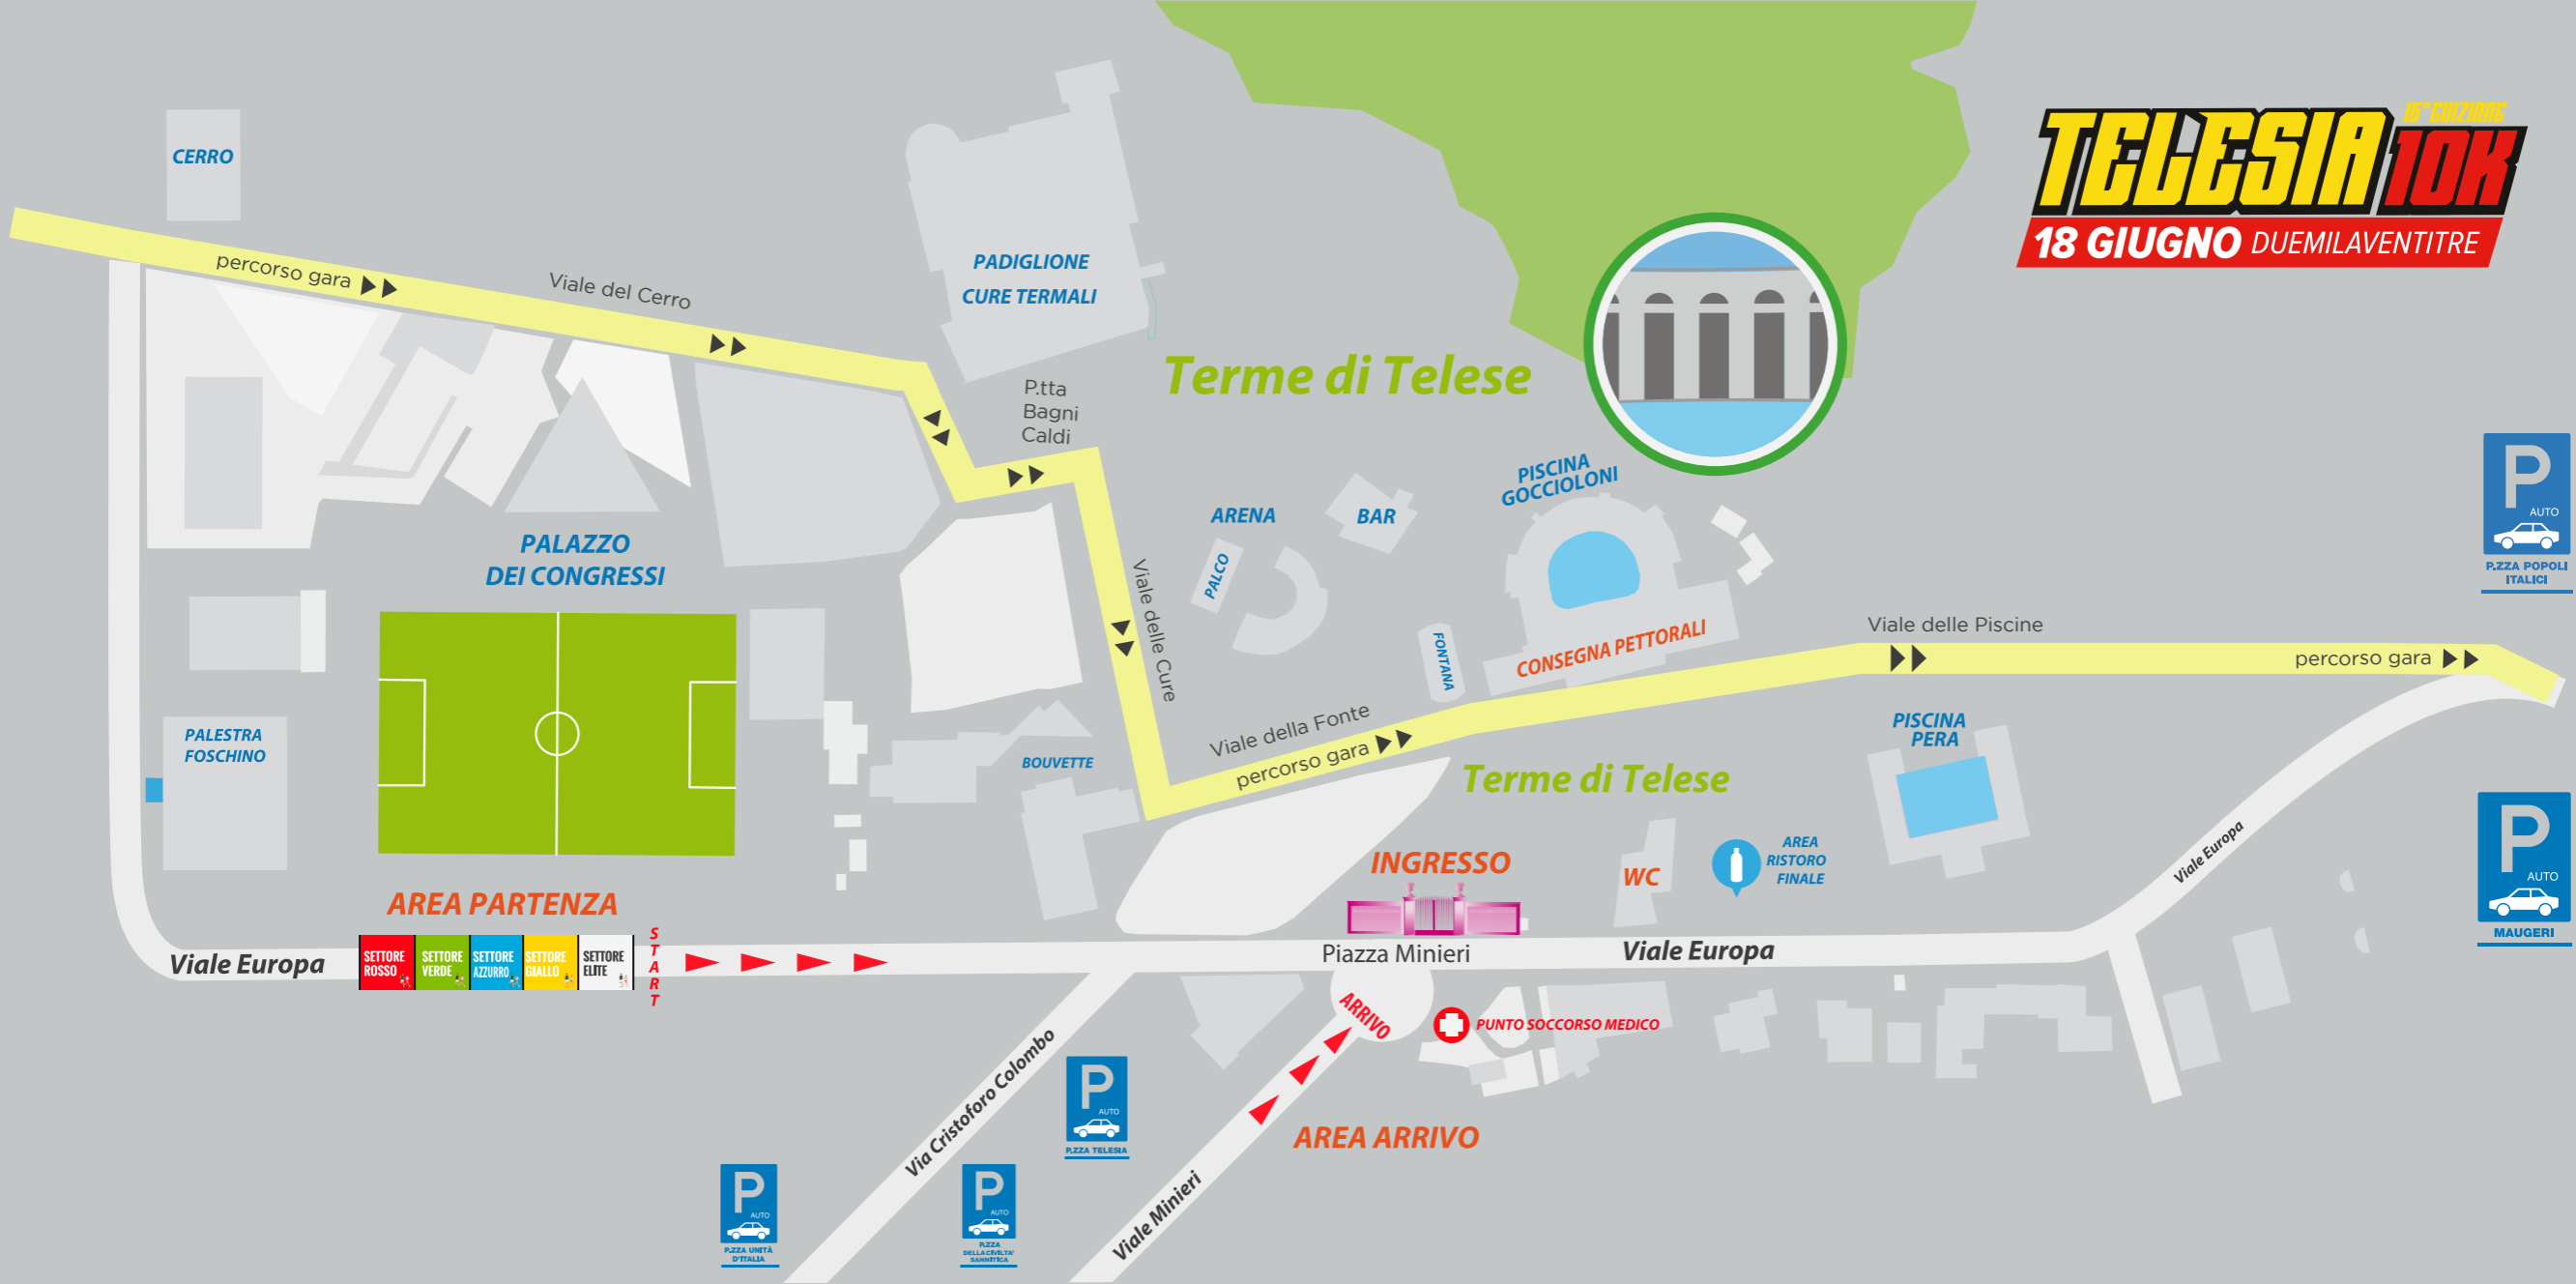 16ª EDIZIONE
TELESIA 10K
18 GIUGNO DUEMILAVENTITRE
CERRO
percorso gara
Viale del Cerro
PADIGLIONE
CURE TERMALI
P.tta
Bagni
Caldi
Terme di Telese
PISCINA
GOCCIOLONI
ARENA
BAR
PALCO
FONTANA
CONSEGNA PETTORALI
Viale delle Cure
PALAZZO
DEI CONGRESSI
PALESTRA
FOSCHINO
BOUVETTE
Viale della Fonte
percorso gara
Viale delle Piscine
percorso gara
P
AUTO
P.ZZA POPOLI
ITALICI
Terme di Telese
PISCINA
PERA
INGRESSO
WC
AREA
RISTORO
FINALE
Viale Europa
P
AUTO
MAUGERI
AREA PARTENZA
Viale Europa
SETTORE
ROSSO
SETTORE
VERDE
SETTORE
AZZURRO
SETTORE
GIALLO
SETTORE
ELITE
START
Piazza Minieri
Viale Europa
ARRIVO
PUNTO SOCCORSO MEDICO
AREA ARRIVO
Via Cristoforo Colombo
Viale Minieri
P
AUTO
P.ZZA TELESIA
P
AUTO
P.ZZA UNITÀ
D'ITALIA
P
AUTO
P.ZZA
DELLA CIVILTA'
SANNITICA